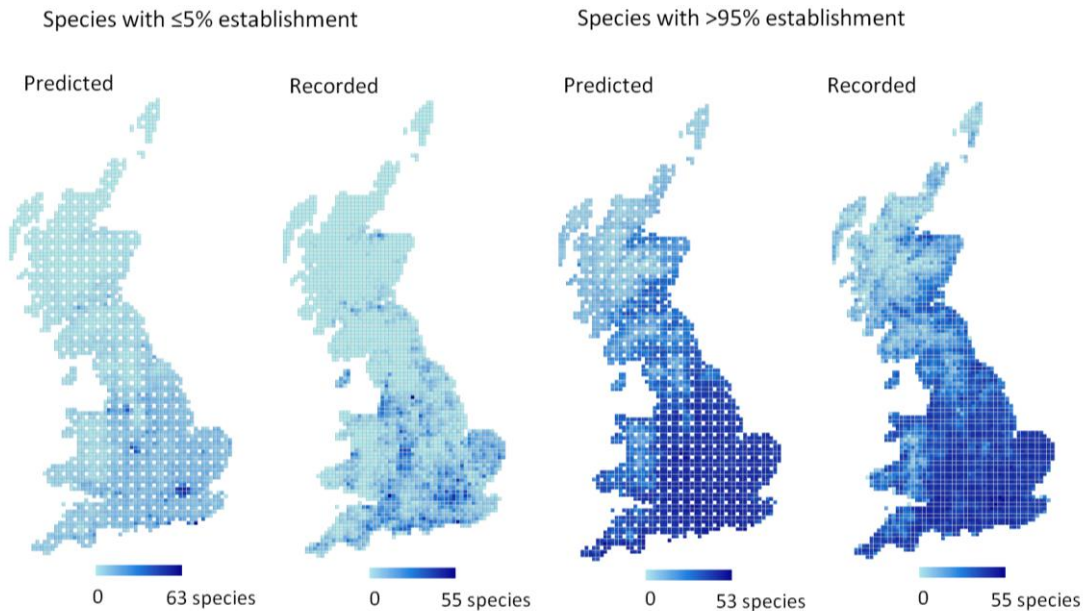 Species with ≤5% establishment
Species with >95% establishment
Predicted
Recorded
Predicted
Recorded
0 63 species
0 55 species
0 53 species
0 55 species